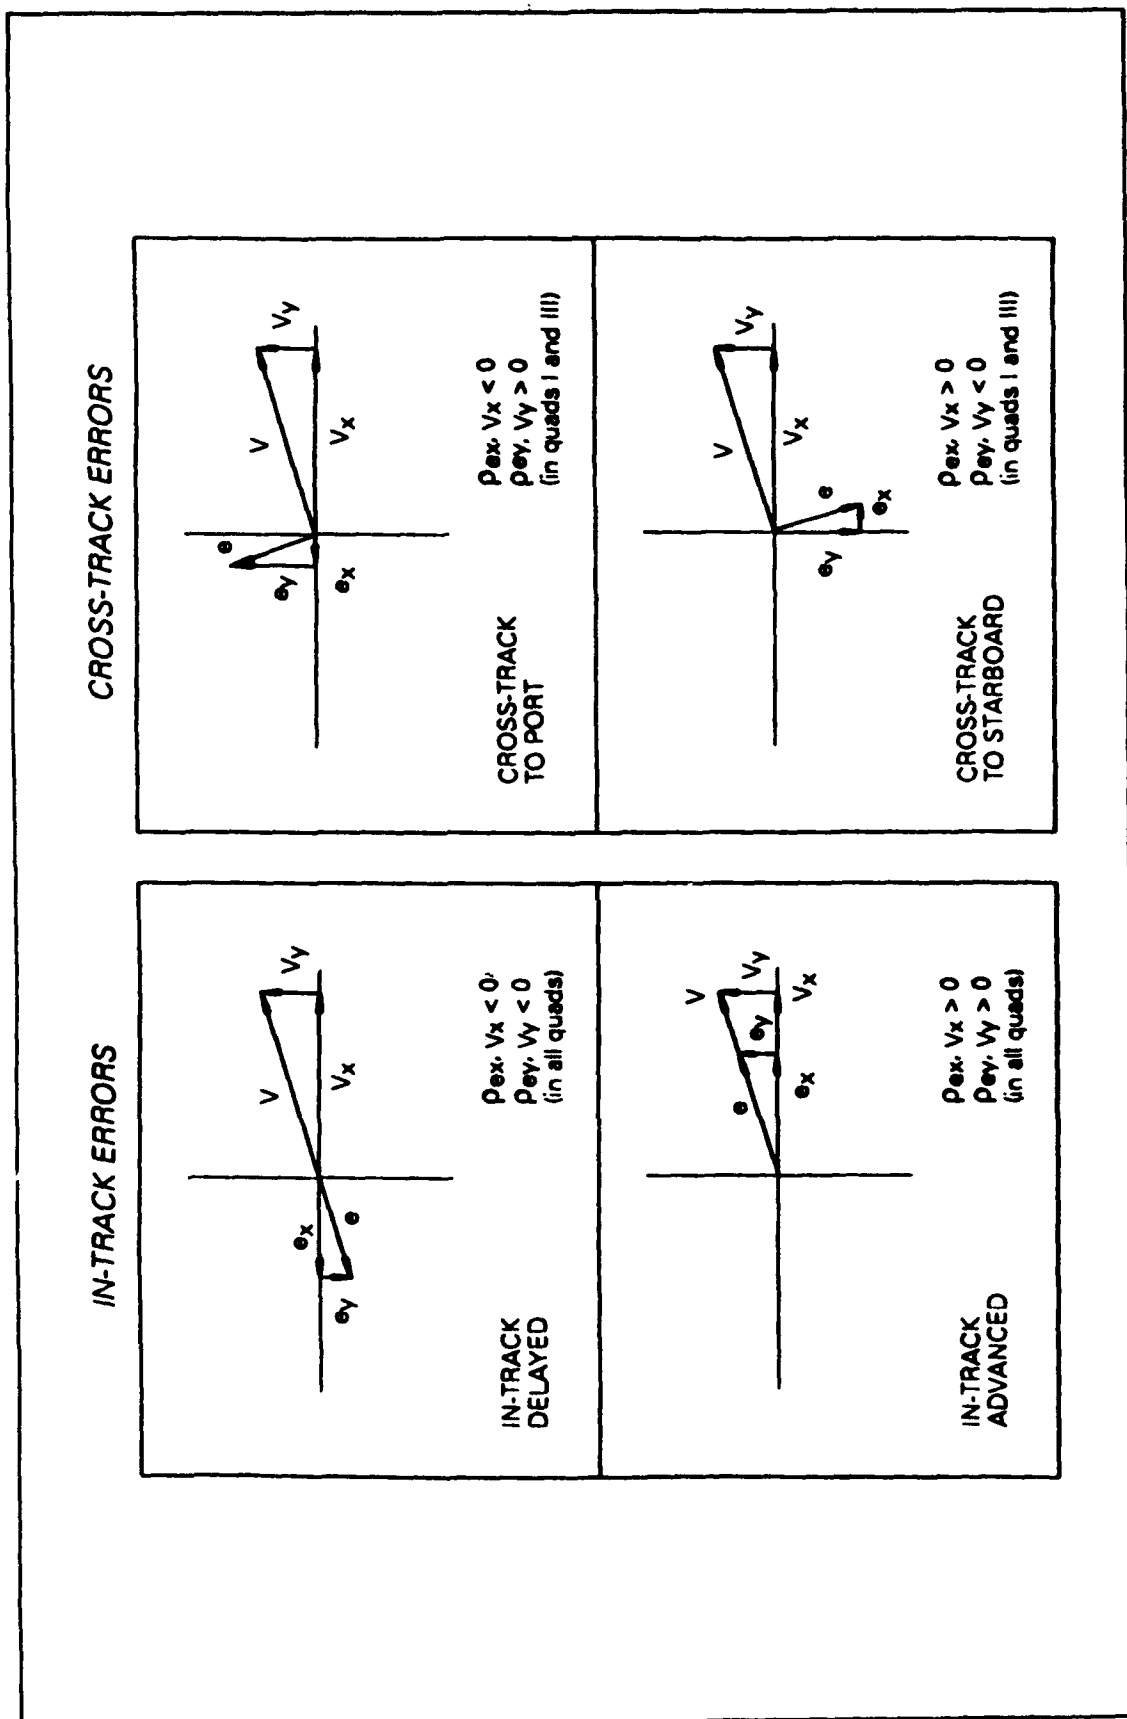 IN-TRACK ERRORS
V
Vy
Vx
ex
e
ey
IN-TRACK
DELAYED
ρex, Vx < 0
ρey, Vy < 0
(in all quads)
V
Vy
e
ey
ex
Vx
IN-TRACK
ADVANCED
ρex, Vx > 0
ρey, Vy > 0
(in all quads)
CROSS-TRACK ERRORS
e
V
Vy
ey
ex
Vx
CROSS-TRACK
TO PORT
ρex, Vx < 0
ρey, Vy > 0
(in quads I and III)
V
Vy
Vx
ey
e
ex
CROSS-TRACK
TO STARBOARD
ρex, Vx > 0
ρey, Vy < 0
(in quads I and III)